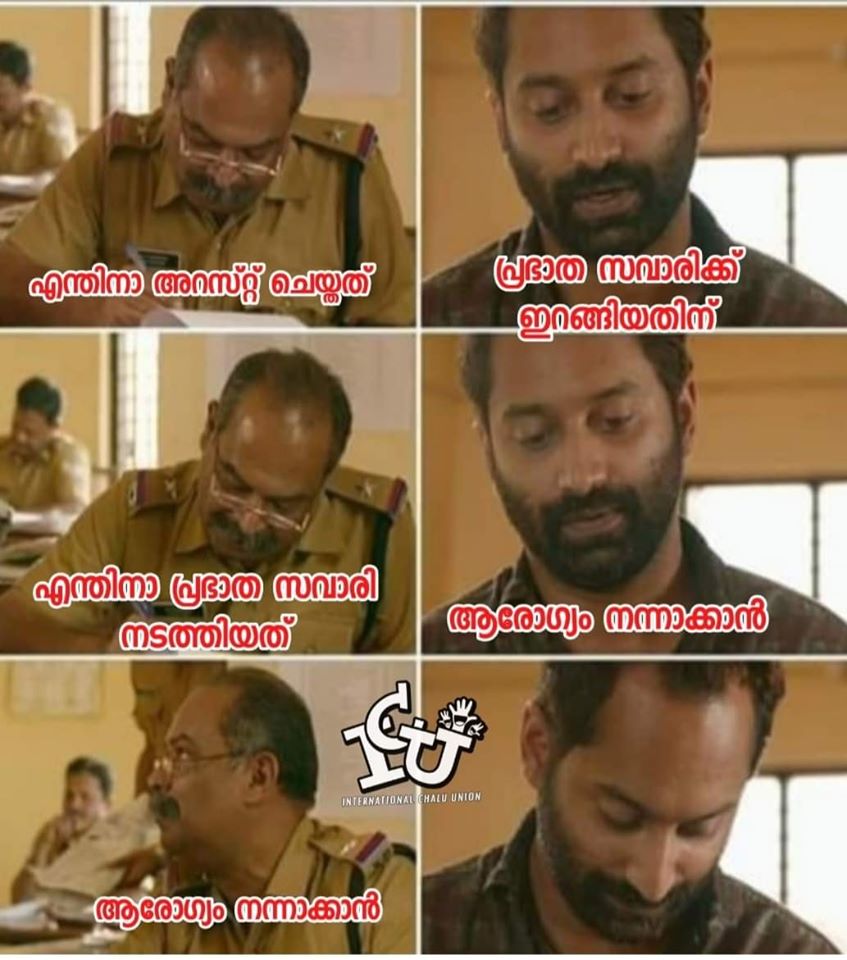 എന്തിനാ അറസ്റ്റ് ചെയ്തത്
പ്രഭാത സവാരിക്ക്
ഇറങ്ങിയതിന്
എന്തിനാ പ്രഭാത സവാരി
നടത്തിയത്
ആരോഗ്യം നന്നാക്കാൻ
ICU
INTERNATIONAL CHALU UNION
ആരോഗ്യം നന്നാക്കാൻ